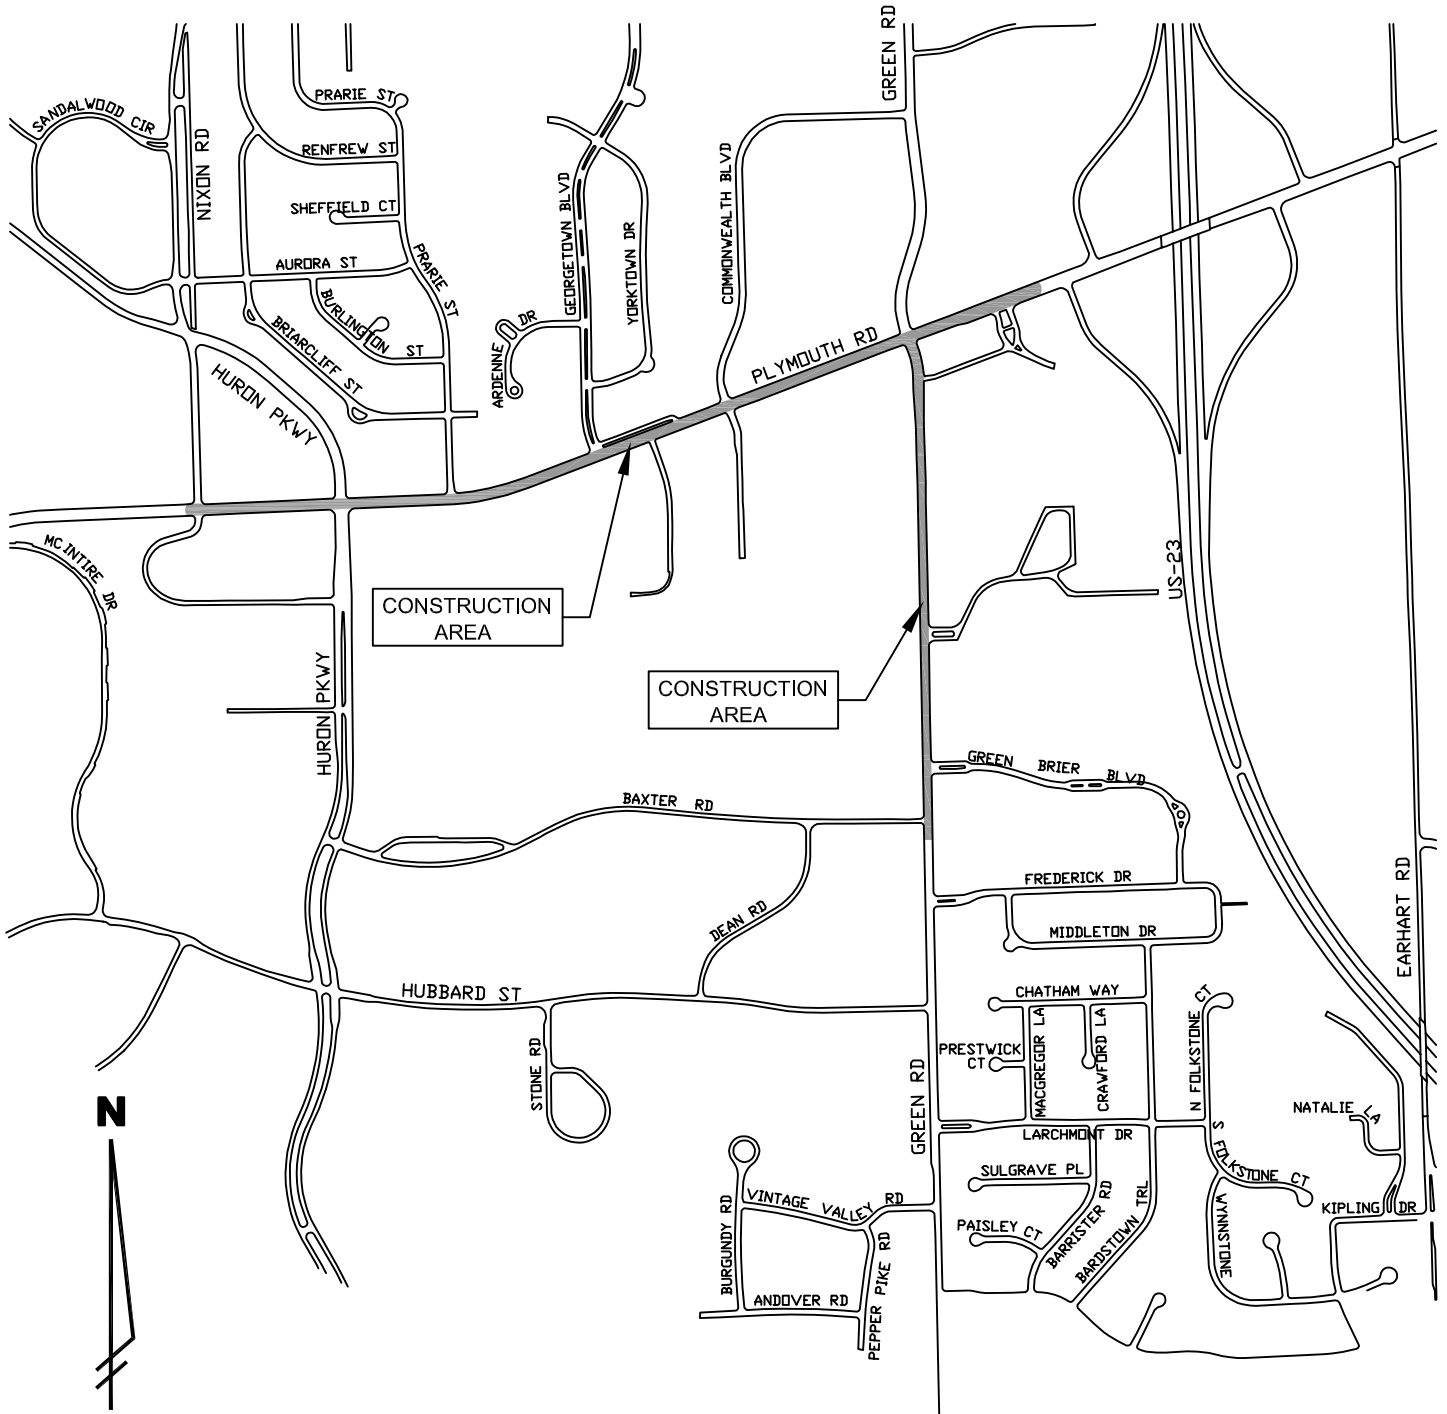 GREEN RD
PRARIE ST
SANDALWOOD CIR
NIXON RD
RENFREW ST
COMMONWEALTH BLVD
GEORGETOWN BLVD
SHEFFIELD CT
YORKTOWN DR
PRARIE ST
AURORA ST
BURLINGTON ST
BRIARCLIFF ST
ARDENNE DR
PLYMOUTH RD
HURON PKWY
MC INTIRE DR
US-23
CONSTRUCTION
AREA
CONSTRUCTION
AREA
HURON PKWY
GREEN BRIER BLVD
BAXTER RD
FREDERICK DR
EARHART RD
DEAN RD
MIDDLETON DR
HUBBARD ST
CHATHAM WAY
N FOLKSTONE CT
MACGREGOR LA
CRAWFORD LA
PRESTWICK
CT
STONE RD
GREEN RD
N
NATALIE LA
LARCHMONT DR
S FOLKSTONE CT
SULGRAVE PL
VINTAGE VALLEY RD
BURGUNDY RD
PAISLEY CT
BARRISTER RD
BARDSTOWN TRL
WYNNSTONE
KIPLING DR
PEPPER PIKE RD
ANDOVER RD